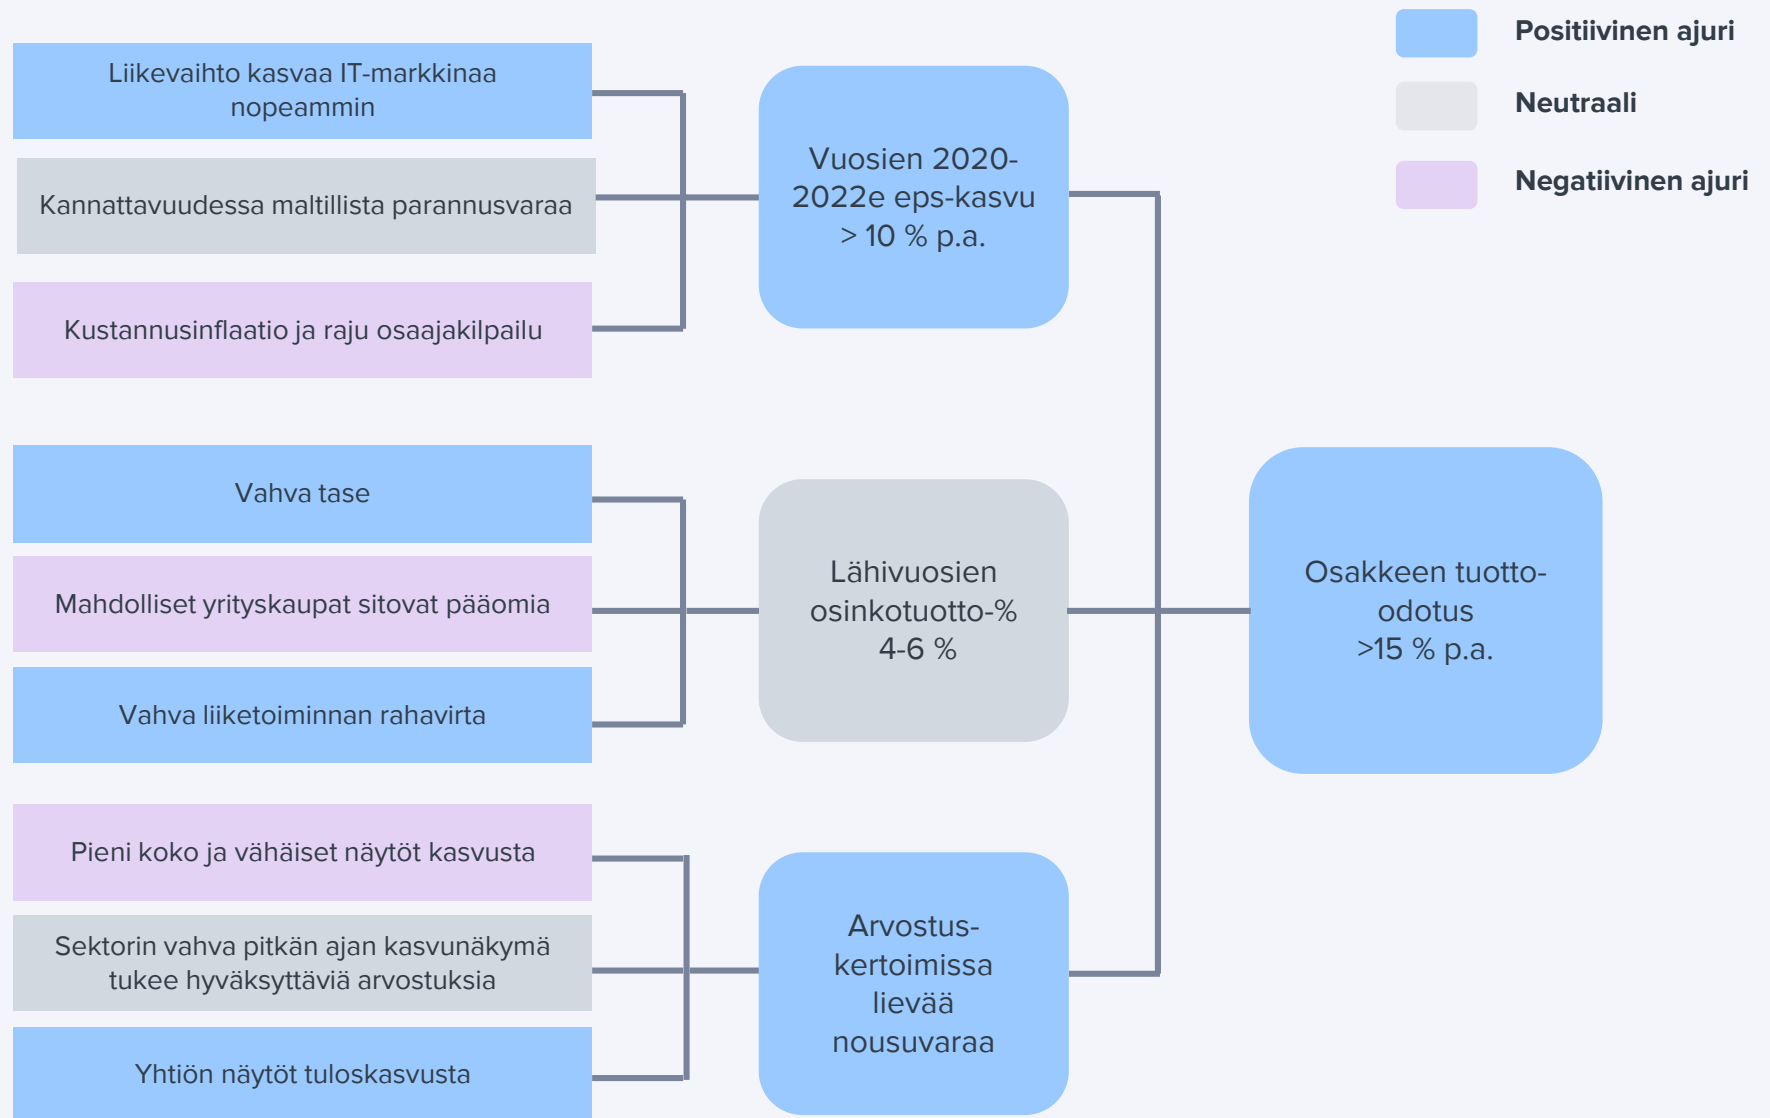 Positiivinen ajuri
Neutraali
Negatiivinen ajuri
Liikevaihto kasvaa IT-markkinaa
nopeammin
Kannattavuudessa maltillista parannusvaraa
Kustannusinflaatio ja raju osaajakilpailu
Vuosien 2020-
2022e eps-kasvu
> 10 % p.a.
Vahva tase
Mahdolliset yrityskaupat sitovat pääomia
Vahva liiketoiminnan rahavirta
Lähivuosien
osinkotuotto-%
4-6 %
Pieni koko ja vähäiset näytöt kasvusta
Sektorin vahva pitkän ajan kasvunäkymä
tukee hyväksyttäviä arvostuksia
Yhtiön näytöt tuloskasvusta
Arvostus-
kertoimissa
lievää
nousuvaraa
Osakkeen tuotto-
odotus
>15 % p.a.